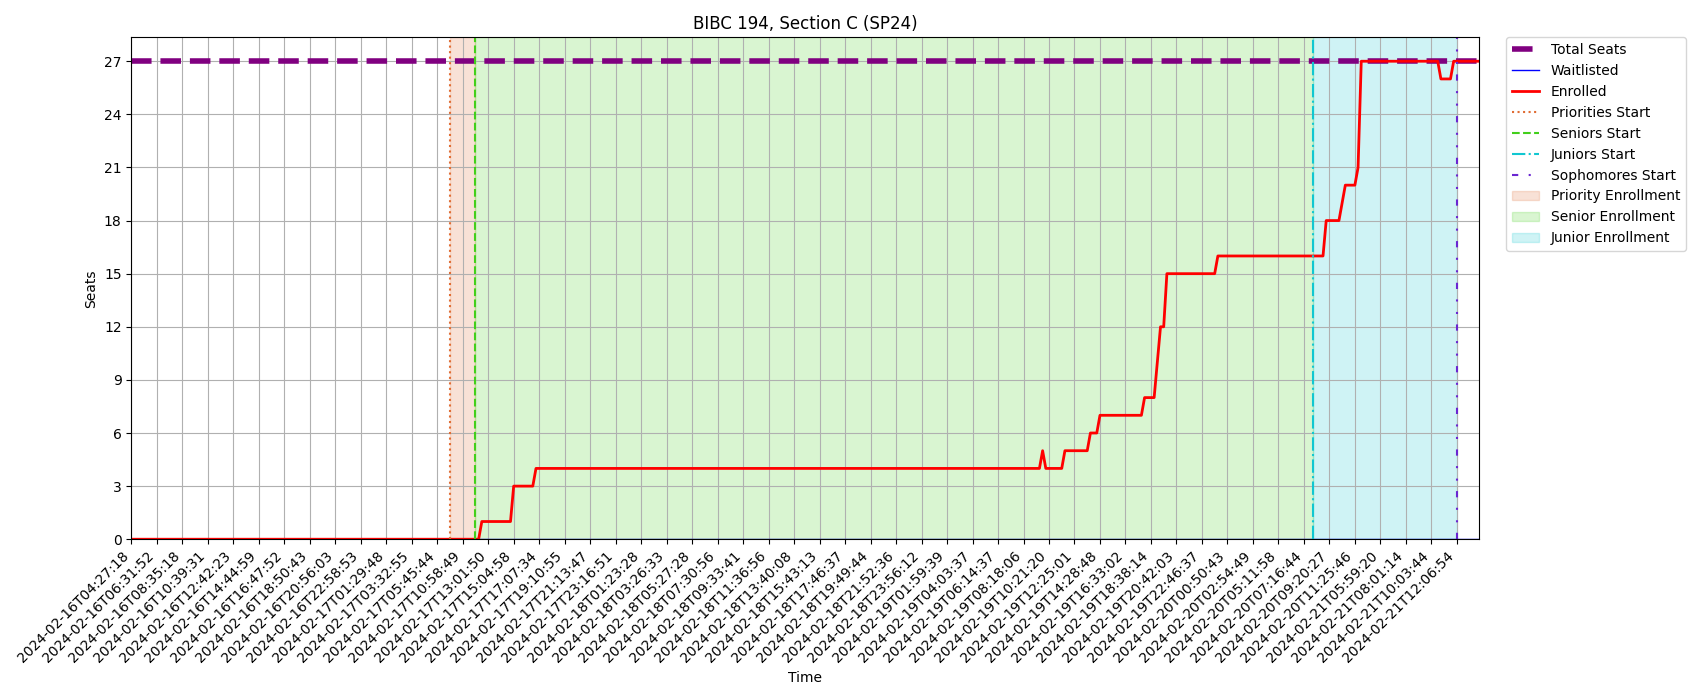 BIBC 194, Section C (SP24)
Total Seats
Waitlisted
Enrolled
Priorities Start
Seniors Start
Juniors Start
Sophomores Start
Priority Enrollment
Senior Enrollment
Junior Enrollment
Seats
27
24
21
18
15
12
9
6
3
0
2024-02-16T04:27:18
2024-02-16T06:31:52
2024-02-16T08:35:18
2024-02-16T10:39:31
2024-02-16T12:42:23
2024-02-16T14:44:59
2024-02-16T16:47:52
2024-02-16T18:50:43
2024-02-16T20:56:03
2024-02-16T22:58:53
2024-02-17T01:29:48
2024-02-17T03:32:55
2024-02-17T05:45:44
2024-02-17T10:58:49
2024-02-17T13:01:50
2024-02-17T15:04:58
2024-02-17T17:07:34
2024-02-17T19:10:55
2024-02-17T21:13:47
2024-02-17T23:16:51
2024-02-18T01:23:28
2024-02-18T03:26:33
2024-02-18T05:27:28
2024-02-18T07:30:56
2024-02-18T09:33:41
2024-02-18T11:36:56
2024-02-18T13:40:08
2024-02-18T15:43:13
2024-02-18T17:46:37
2024-02-18T19:49:44
2024-02-18T21:52:36
2024-02-18T23:56:12
2024-02-19T01:59:39
2024-02-19T04:03:37
2024-02-19T06:14:37
2024-02-19T08:18:06
2024-02-19T10:21:20
2024-02-19T12:25:01
2024-02-19T14:28:48
2024-02-19T16:33:02
2024-02-19T18:38:14
2024-02-19T20:42:03
2024-02-19T22:46:37
2024-02-20T00:50:43
2024-02-20T02:54:49
2024-02-20T05:11:58
2024-02-20T07:16:44
2024-02-20T09:20:27
2024-02-20T11:25:46
2024-02-21T05:59:20
2024-02-21T08:01:14
2024-02-21T10:03:44
2024-02-21T12:06:54
Time